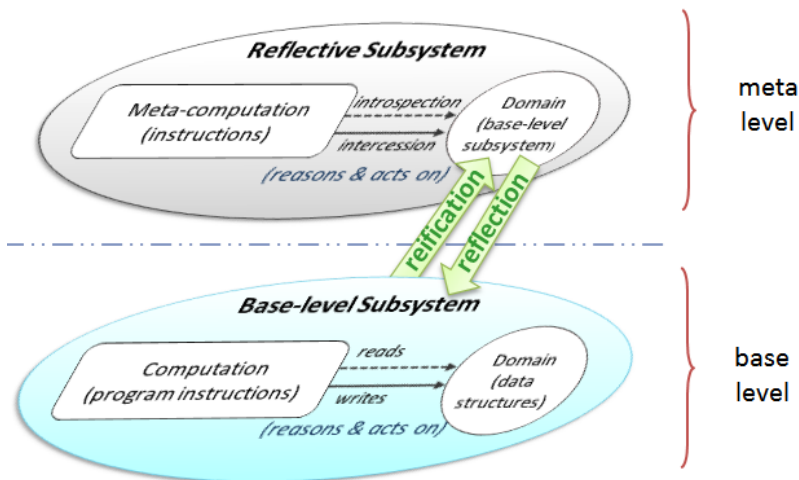 Reflective Subsystem
Meta-computation
(instructions)
introspection
intercession
Domain
(base-level
subsystem)
(reasons & acts on)
meta
level
reification
reflection
Base-level Subsystem
Computation
(program instructions)
reads
writes
Domain
(data
structures)
(reasons & acts on)
base
level